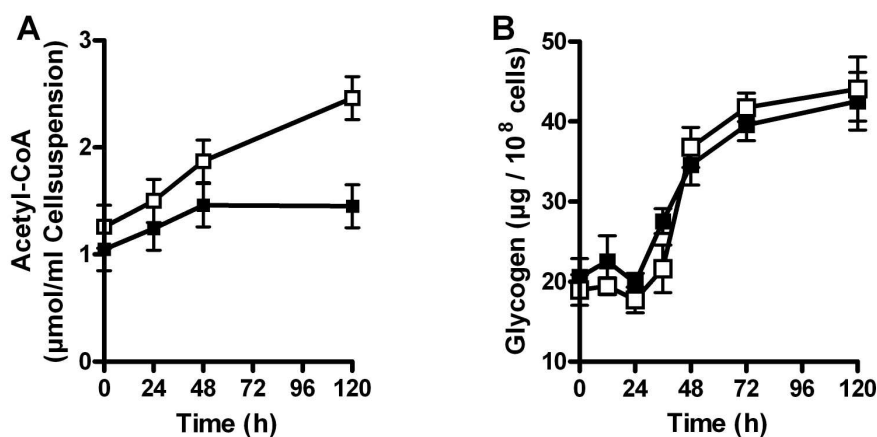 A
Acetyl-CoA
(µmol/ml Cellsuspension)
3
2
1
0
0 24 48 72 96 120
Time (h)
B
Glycogen (µg / 10⁸ cells)
50
40
30
20
10
0 24 48 72 96 120
Time (h)